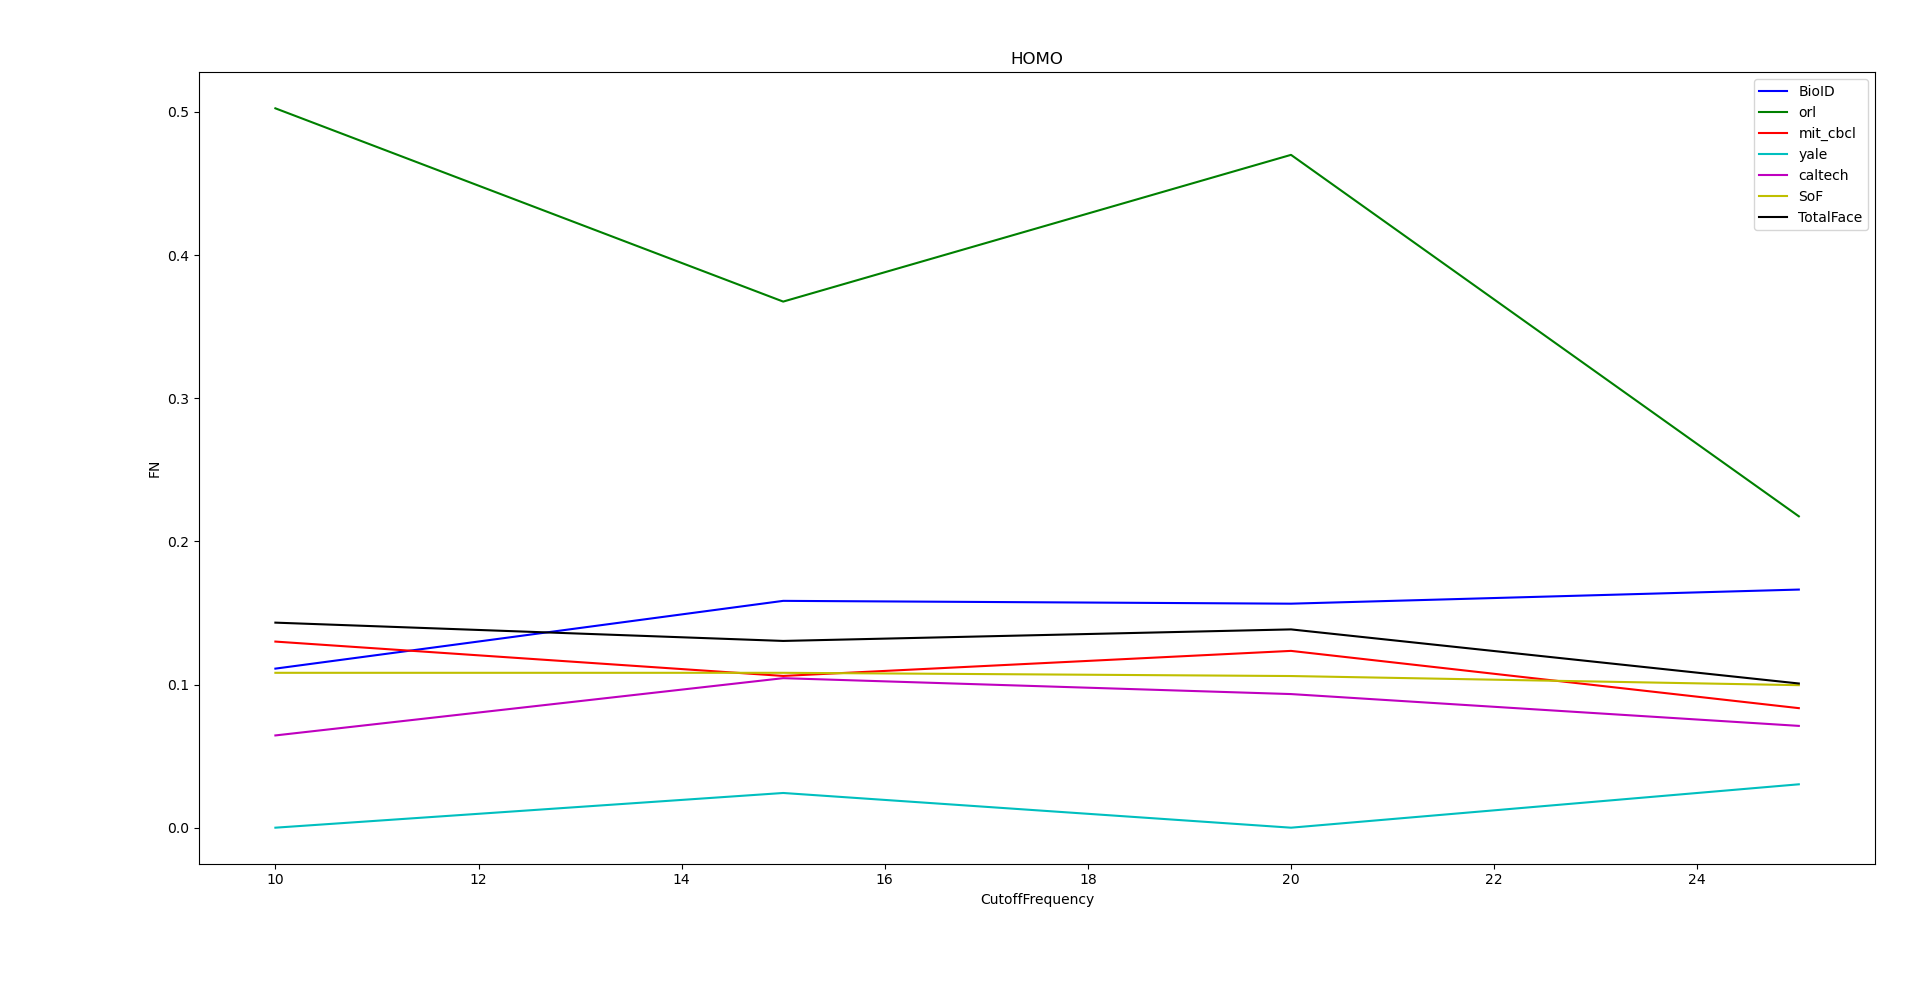 HOMO
BioID
orl
mit_cbcl
yale
caltech
SoF
TotalFace
0.5
0.4
0.3
0.2
0.1
0.0
FN
10 12 14 16 18 20 22 24
CutoffFrequency